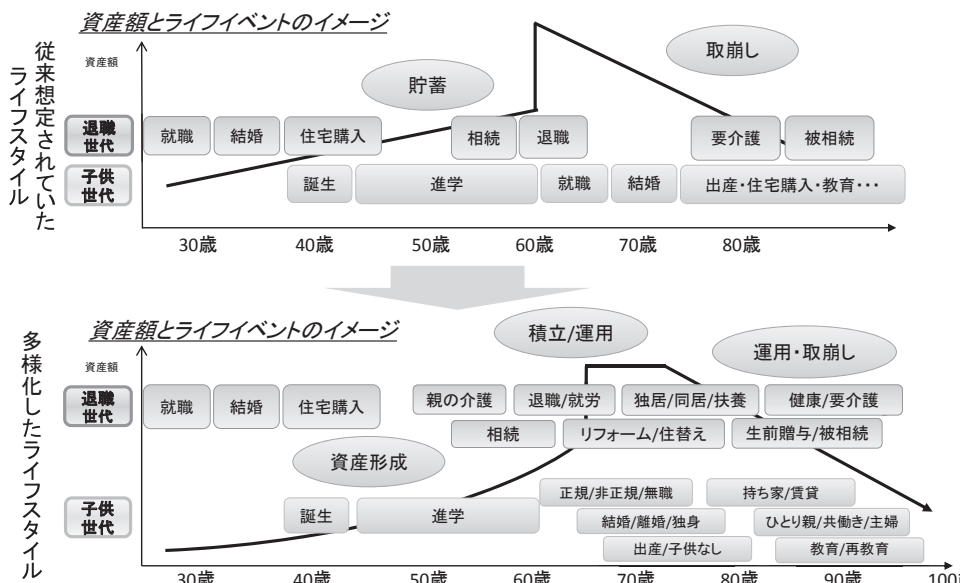 従来想定されていた
ライフスタイル
資産額とライフイベントのイメージ
資産額
貯蓄
取崩し
退職
世代
就職
結婚
住宅購入
相続
退職
要介護
被相続
子供
世代
誕生
進学
就職
結婚
出産・住宅購入・教育・・・
30歳
40歳
50歳
60歳
70歳
80歳
多様化したライフスタイル
資産額とライフイベントのイメージ
資産額
積立/運用
運用・取崩し
退職
世代
就職
結婚
住宅購入
親の介護
退職/就労
独居/同居/扶養
健康/要介護
相続
リフォーム/住替え
生前贈与/被相続
資産形成
子供
世代
誕生
進学
正規/非正規/無職
持ち家/賃貸
結婚/離婚/独身
ひとり親/共働き/主婦
出産/子供なし
教育/再教育
30歳
40歳
50歳
60歳
70歳
80歳
90歳
100歳